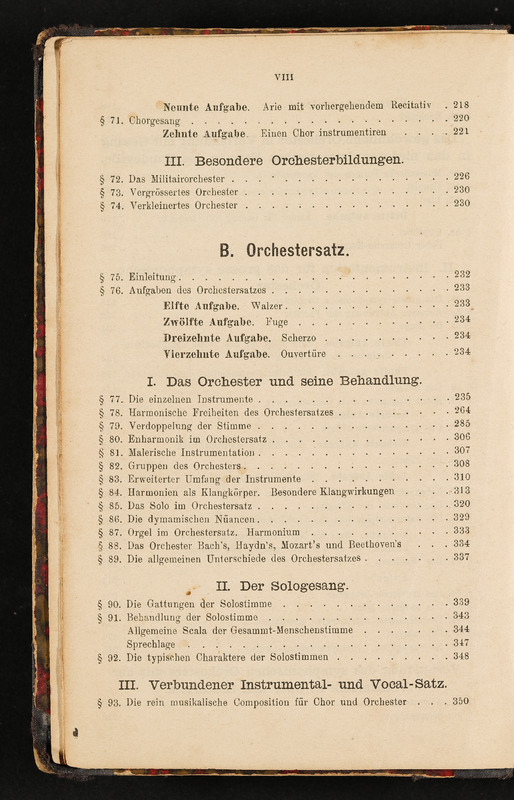 VIII
Neunte Aufgabe. Arie mit vorhergehendem Recitativ . 218
§ 71. Chorgesang . . . . . . . . . . . . . . . . . . . . 220
Zehnte Aufgabe. Einen Chor instrumentiren . . . . . 221
III. Besondere Orchesterbildungen.
§ 72. Das Militairorchester . . . . . . . . . . . . . . . . . 226
§ 73. Vergrössertes Orchester . . . . . . . . . . . . . . . . 230
§ 74. Verkleinertes Orchester . . . . . . . . . . . . . . . . 230
B. Orchestersatz.
§ 75. Einleitung . . . . . . . . . . . . . . . . . . . . . 232
§ 76. Aufgaben des Orchestersatzes . . . . . . . . . . . . . . 233
Elfte Aufgabe. Walzer . . . . . . . . . . . . . 233
Zwölfte Aufgabe. Fuge . . . . . . . . . . . . 234
Dreizehnte Aufgabe. Scherzo . . . . . . . . . . 234
Vierzehnte Aufgabe. Ouvertüre . . . . . . . . . 234
I. Das Orchester und seine Behandlung.
§ 77. Die einzelnen Instrumente . . . . . . . . . . . . . . . 235
§ 78. Harmonische Freiheiten des Orchestersatzes . . . . . . . . . 264
§ 79. Verdoppelung der Stimme . . . . . . . . . . . . . . . 285
§ 80. Enharmonik im Orchestersatz . . . . . . . . . . . . . . 306
§ 81. Malerische Instrumentation . . . . . . . . . . . . . . . 307
§ 82. Gruppen des Orchesters . . . . . . . . . . . . . . . . 308
§ 83. Erweiterter Umfang der Instrumente . . . . . . . . . . . 310
§ 84. Harmonien als Klangkörper. Besondere Klangwirkungen . . . . 313
§ 85. Das Solo im Orchestersatz . . . . . . . . . . . . . . . 320
§ 86. Die dymamischen Nüancen . . . . . . . . . . . . . . . 329
§ 87. Orgel im Orchestersatz. Harmonium . . . . . . . . . . . 333
§ 88. Das Orchester Bach's, Haydn's, Mozart's und Beethoven's . . . 334
§ 89. Die allgemeinen Unterschiede des Orchestersatzes . . . . . . . 337
II. Der Sologesang.
§ 90. Die Gattungen der Solostimme . . . . . . . . . . . . . 339
§ 91. Behandlung der Solostimme . . . . . . . . . . . . . . 343
Allgemeine Scala der Gesammt-Menschenstimme . . . . . . . 344
Sprechlage . . . . . . . . . . . . . . . . . . . . 347
§ 92. Die typischen Charaktere der Solostimmen . . . . . . . . . 348
III. Verbundener Instrumental- und Vocal-Satz.
§ 93. Die rein musikalische Composition für Chor und Orchester . . . 350